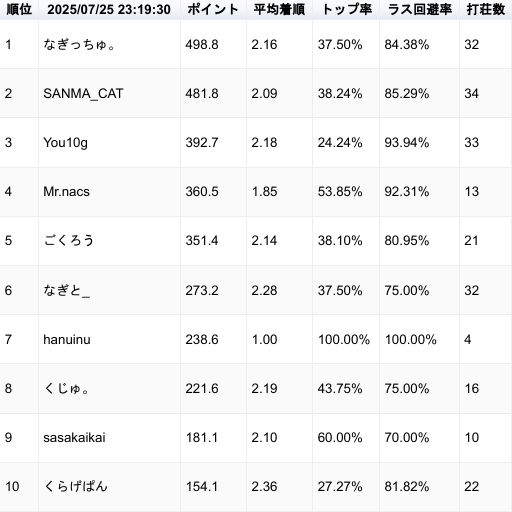 順位 2025/07/25 23:19:30 ポイント 平均着順 トップ率 ラス回避率 打荘数
1 なぎっちゅ。 498.8 2.16 37.50% 84.38% 32
2 SANMA_CAT 481.8 2.09 38.24% 85.29% 34
3 You10g 392.7 2.18 24.24% 93.94% 33
4 Mr.nacs 360.5 1.85 53.85% 92.31% 13
5 ごくろう 351.4 2.14 38.10% 80.95% 21
6 なぎと_ 273.2 2.28 37.50% 75.00% 32
7 hanuinu 238.6 1.00 100.00% 100.00% 4
8 くじゅ。 221.6 2.19 43.75% 75.00% 16
9 sasakaikai 181.1 2.10 60.00% 70.00% 10
10 くらげぱん 154.1 2.36 27.27% 81.82% 22